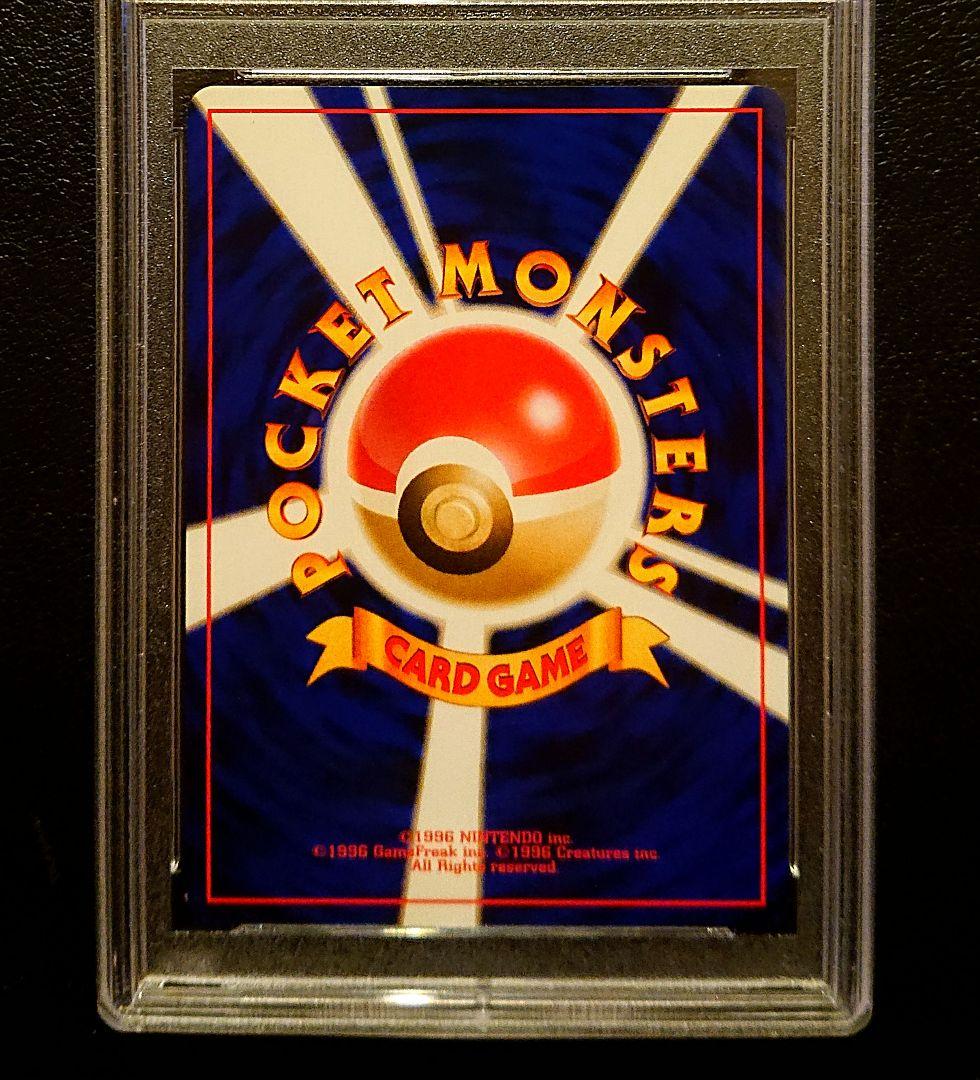 POCKET MONSTERS
CARD GAME
©1996 NINTENDO inc.
©1996 GameFreak inc. ©1996 Creatures inc.
All Rights reserved.